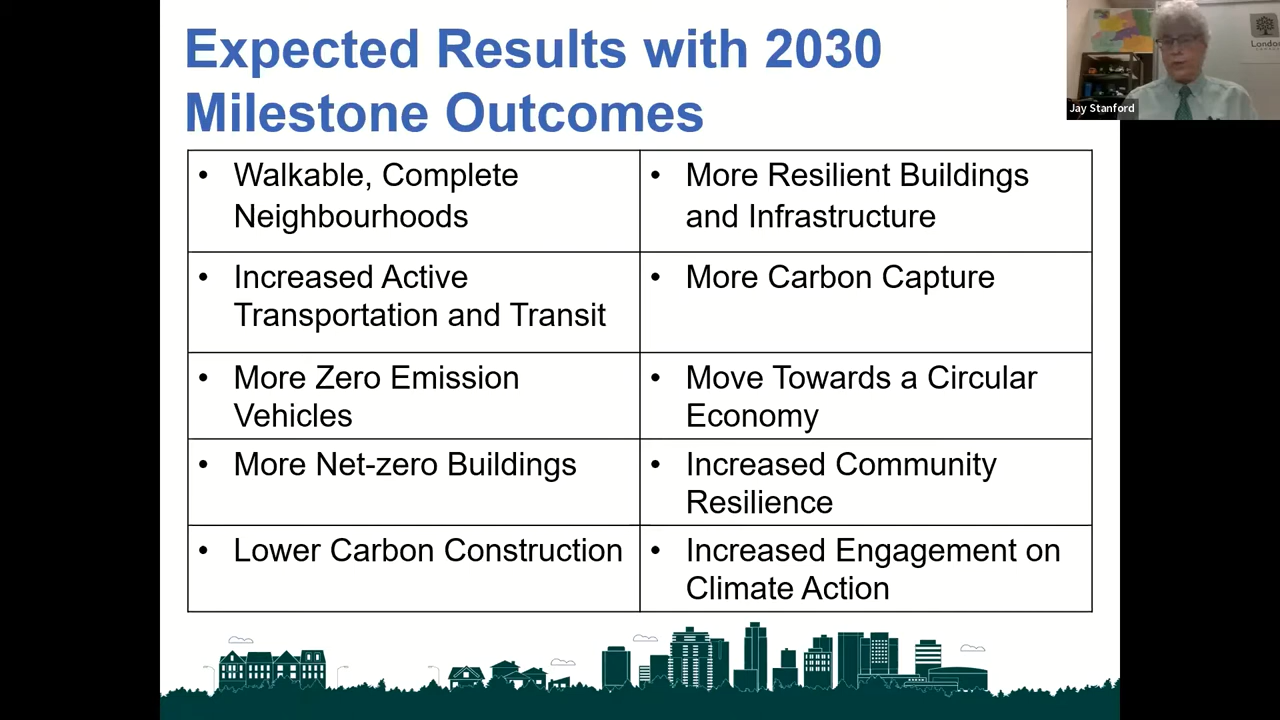 Expected Results with 2030
Milestone Outcomes
Jay Stanford
• Walkable, Complete
Neighbourhoods
• More Resilient Buildings
and Infrastructure
• Increased Active
Transportation and Transit
• More Carbon Capture
• More Zero Emission
Vehicles
• Move Towards a Circular
Economy
• More Net-zero Buildings
• Increased Community
Resilience
• Lower Carbon Construction
• Increased Engagement on
Climate Action